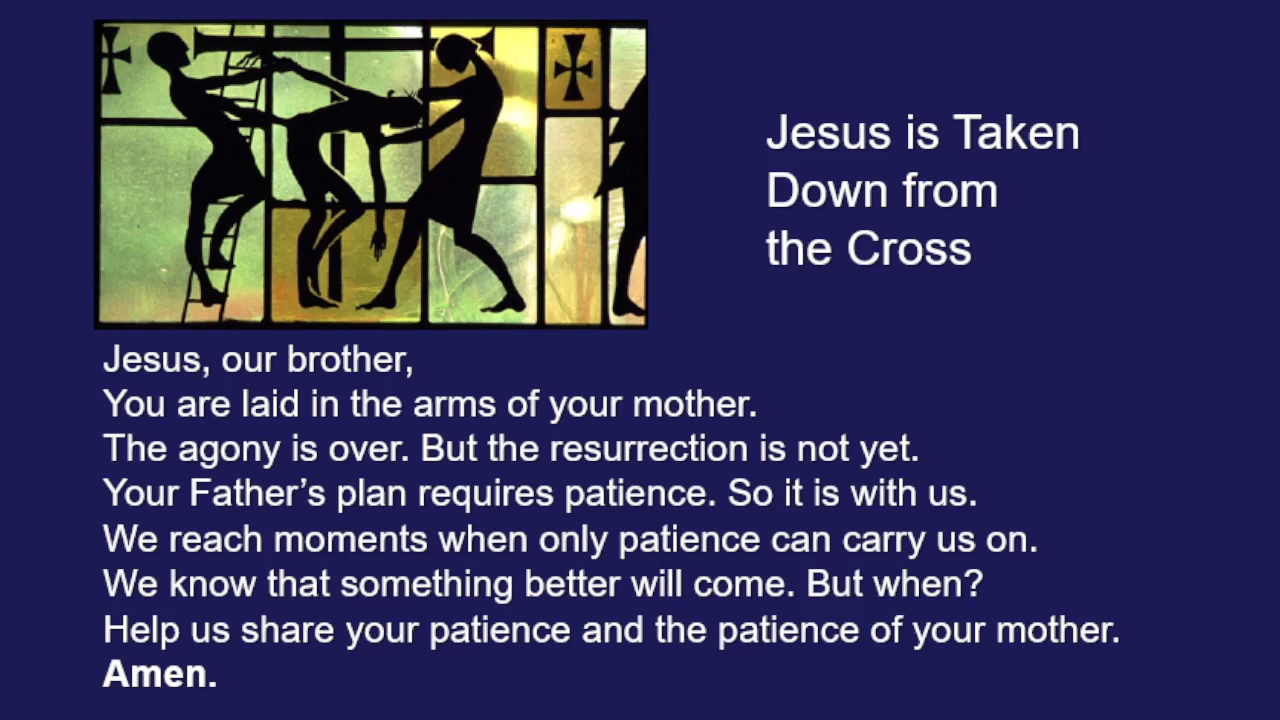 Jesus is Taken
Down from
the Cross
Jesus, our brother,
You are laid in the arms of your mother.
The agony is over. But the resurrection is not yet.
Your Father’s plan requires patience. So it is with us.
We reach moments when only patience can carry us on.
We know that something better will come. But when?
Help us share your patience and the patience of your mother.
Amen.